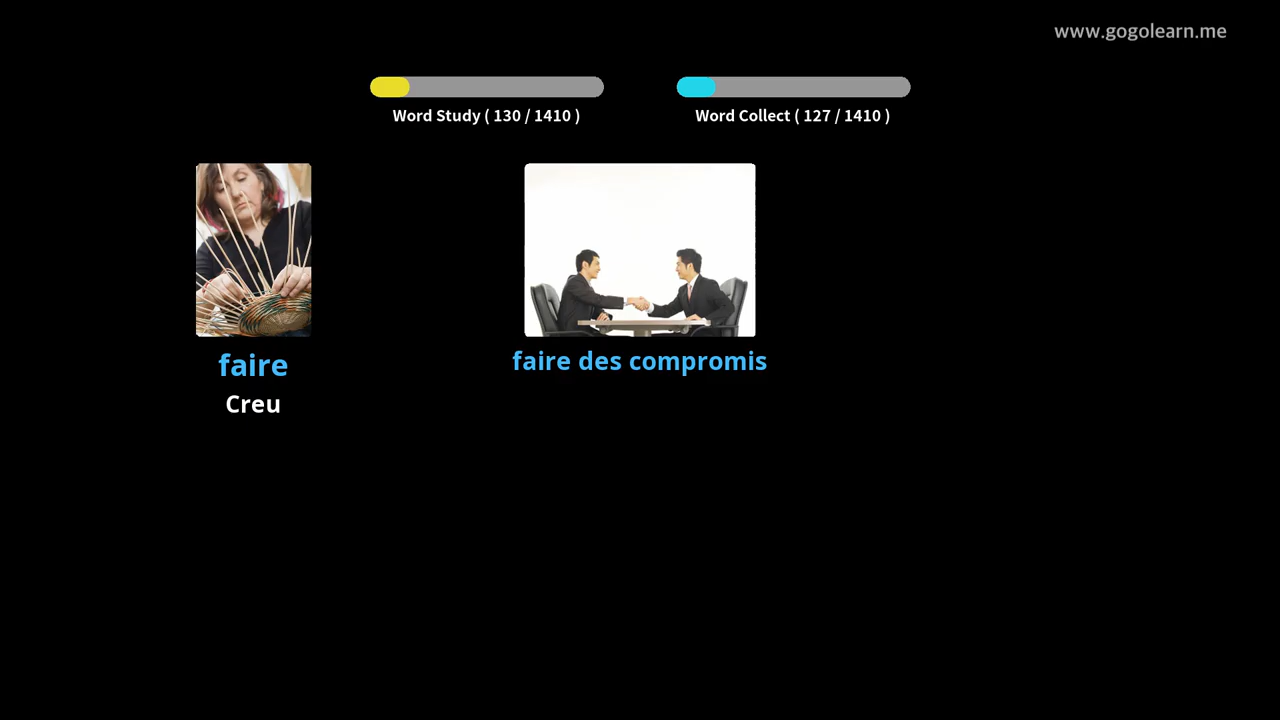 www.gogolearn.me
Word Study ( 130 / 1410 )
Word Collect ( 127 / 1410 )
faire
Creu
faire des compromis